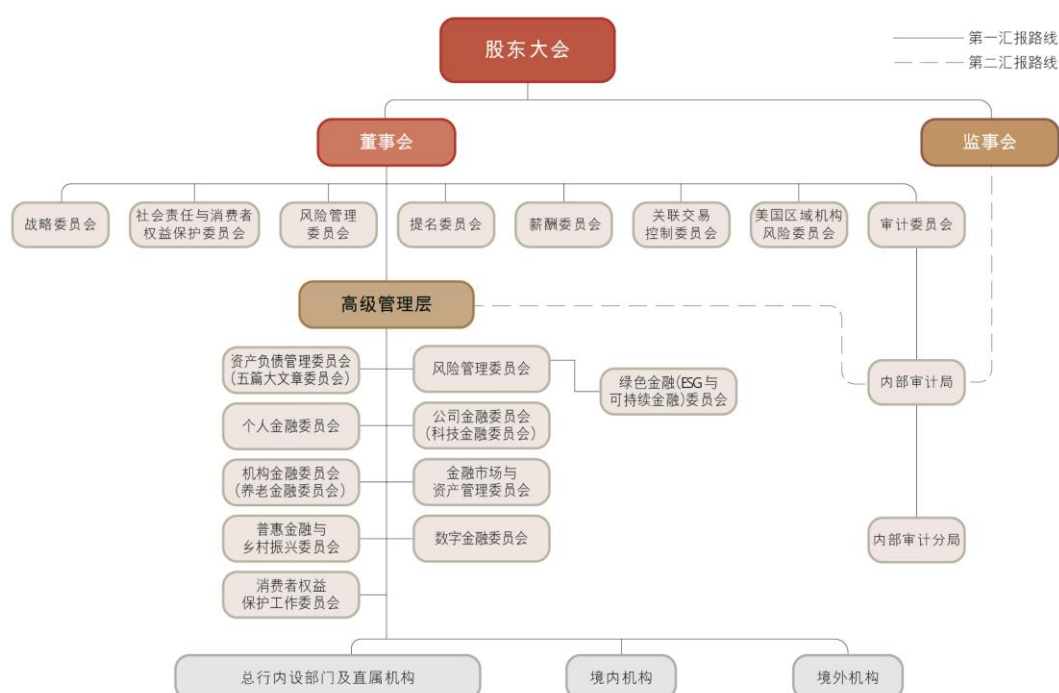 股东大会
第一汇报路线
第二汇报路线
董事会
监事会
战略委员会
社会责任与消费者
权益保护委员会
风险管理
委员会
提名委员会
薪酬委员会
关联交易
控制委员会
美国区域机构
风险委员会
审计委员会
高级管理层
资产负债管理委员会
(五篇大文章委员会)
风险管理委员会
绿色金融(ESG与
可持续金融)委员会
内部审计局
个人金融委员会
公司金融委员会
(科技金融委员会)
机构金融委员会
(养老金融委员会)
金融市场与
资产管理委员会
普惠金融与
乡村振兴委员会
数字金融委员会
内部审计分局
消费者权益
保护工作委员会
总行内设部门及直属机构
境内机构
境外机构